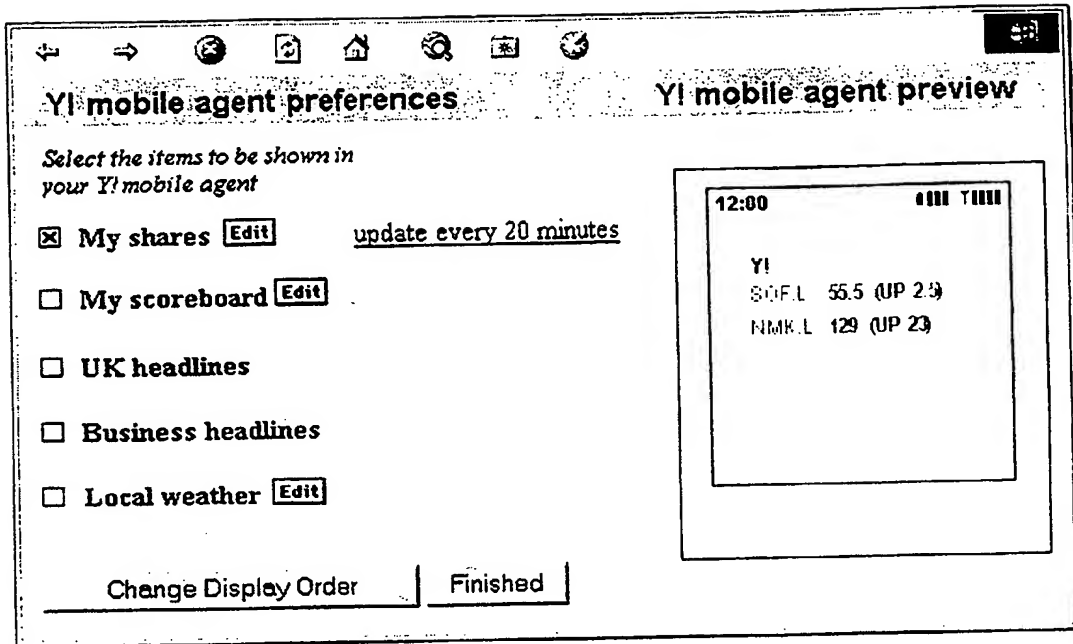 Y! mobile agent preferences
Select the items to be shown in
your Y! mobile agent
My shares Edit update every 20 minutes
My scoreboard Edit
UK headlines
Business headlines
Local weather Edit
Change Display Order Finished
Y! mobile agent preview
12:00
Y!
SOF.L 55.5 (UP 2.5)
NMK.L 129 (UP 23)